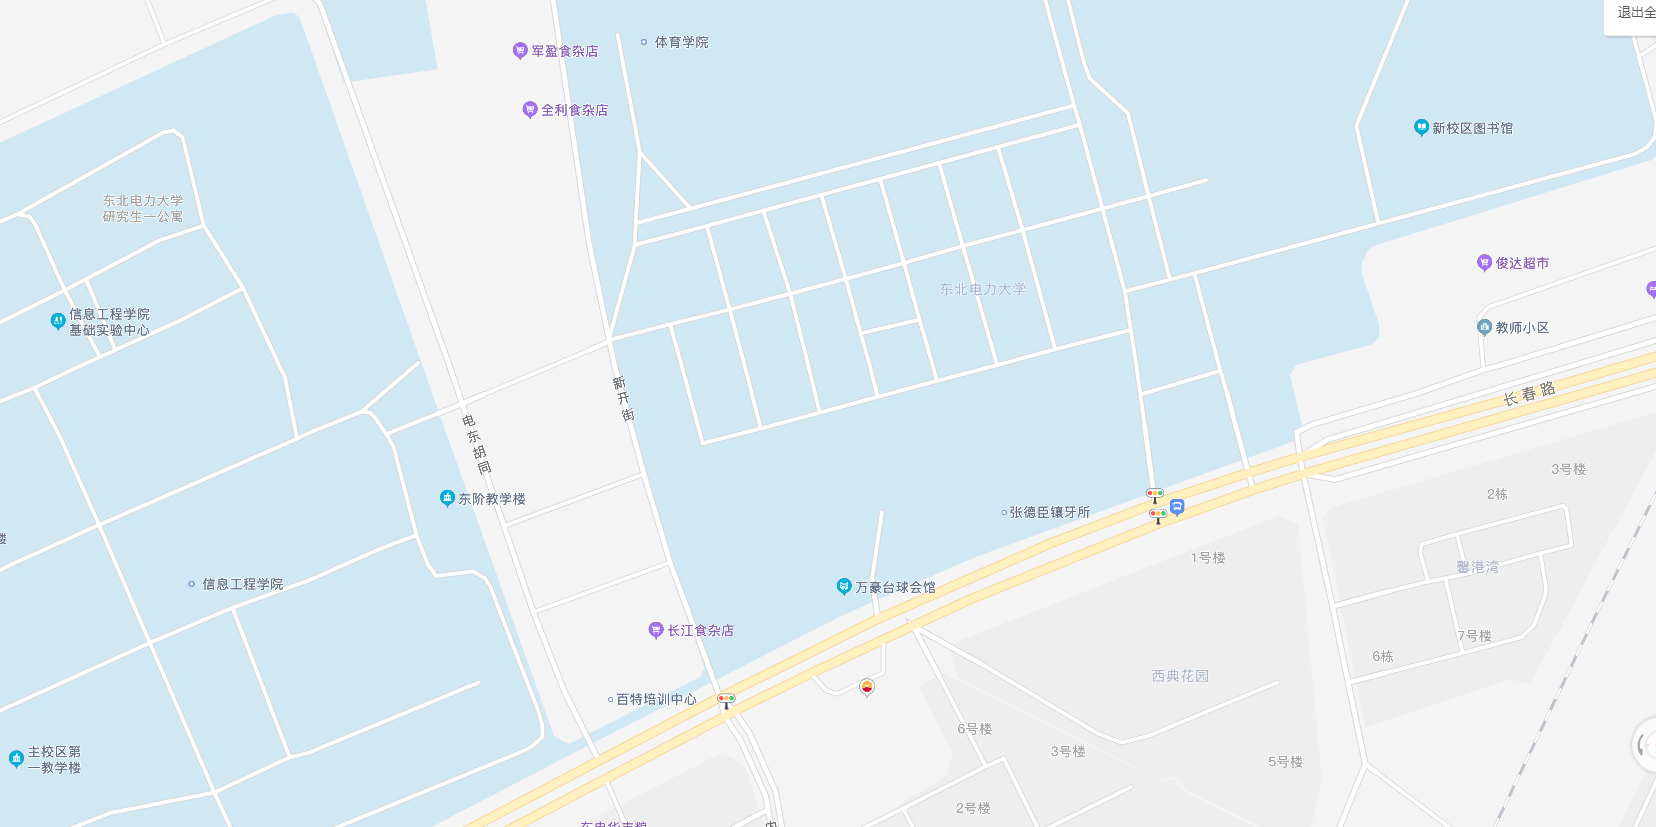 退出全
体育学院
军盈食杂店
全利食杂店
新校区图书馆
东北电力大学
研究生一公寓
俊达超市
东北电力大学
信息工程学院
基础实验中心
教师小区
新开街
长春路
电东胡同
3号楼
2栋
东阶教学楼
张德臣镶牙所
楼
1号楼
馨港湾
信息工程学院
万豪台球会馆
长江食杂店
7号楼
6栋
西典花园
百特培训中心
6号楼
3号楼
主校区第
一教学楼
5号楼
2号楼